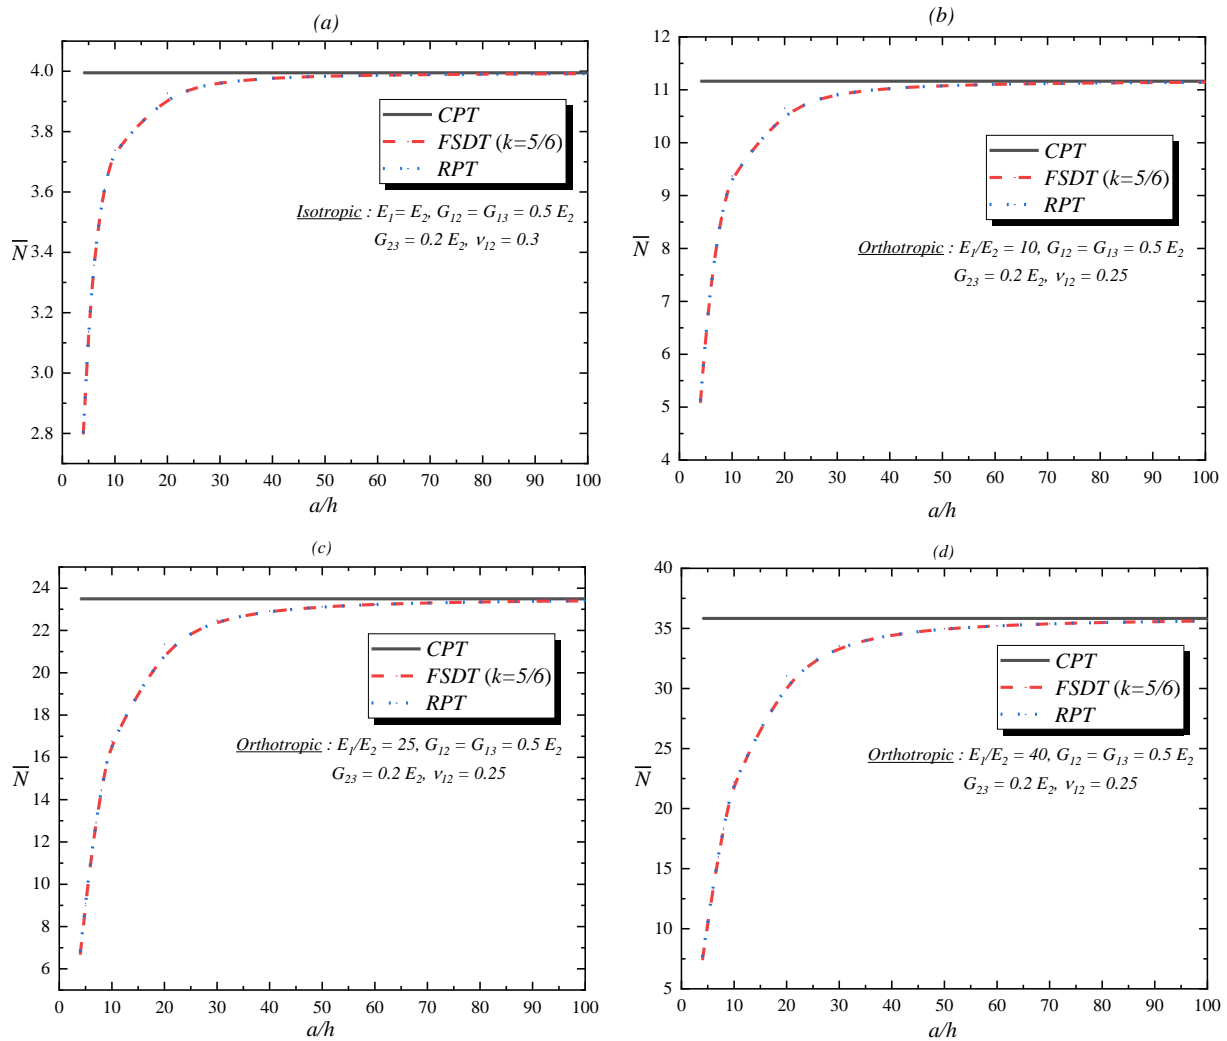 (a)
4.0
3.8
3.6
3.4
3.2
3.0
2.8
N̅
0 10 20 30 40 50 60 70 80 90 100
a/h
CPT
FSDT (k=5/6)
RPT
Isotropic : E₁= E₂, G₁₂ = G₁₃ = 0.5 E₂
G₂₃ = 0.2 E₂, ν₁₂ = 0.3
(b)
12
11
10
9
8
7
6
5
4
N̅
0 10 20 30 40 50 60 70 80 90 100
a/h
CPT
FSDT (k=5/6)
RPT
Orthotropic : E₁/E₂ = 10, G₁₂ = G₁₃ = 0.5 E₂
G₂₃ = 0.2 E₂, ν₁₂ = 0.25
(c)
24
22
20
18
16
14
12
10
8
6
N̅
0 10 20 30 40 50 60 70 80 90 100
a/h
CPT
FSDT (k=5/6)
RPT
Orthotropic : E₁/E₂ = 25, G₁₂ = G₁₃ = 0.5 E₂
G₂₃ = 0.2 E₂, ν₁₂ = 0.25
(d)
40
35
30
25
20
15
10
5
N̅
0 10 20 30 40 50 60 70 80 90 100
a/h
CPT
FSDT (k=5/6)
RPT
Orthotropic : E₁/E₂ = 40, G₁₂ = G₁₃ = 0.5 E₂
G₂₃ = 0.2 E₂, ν₁₂ = 0.25